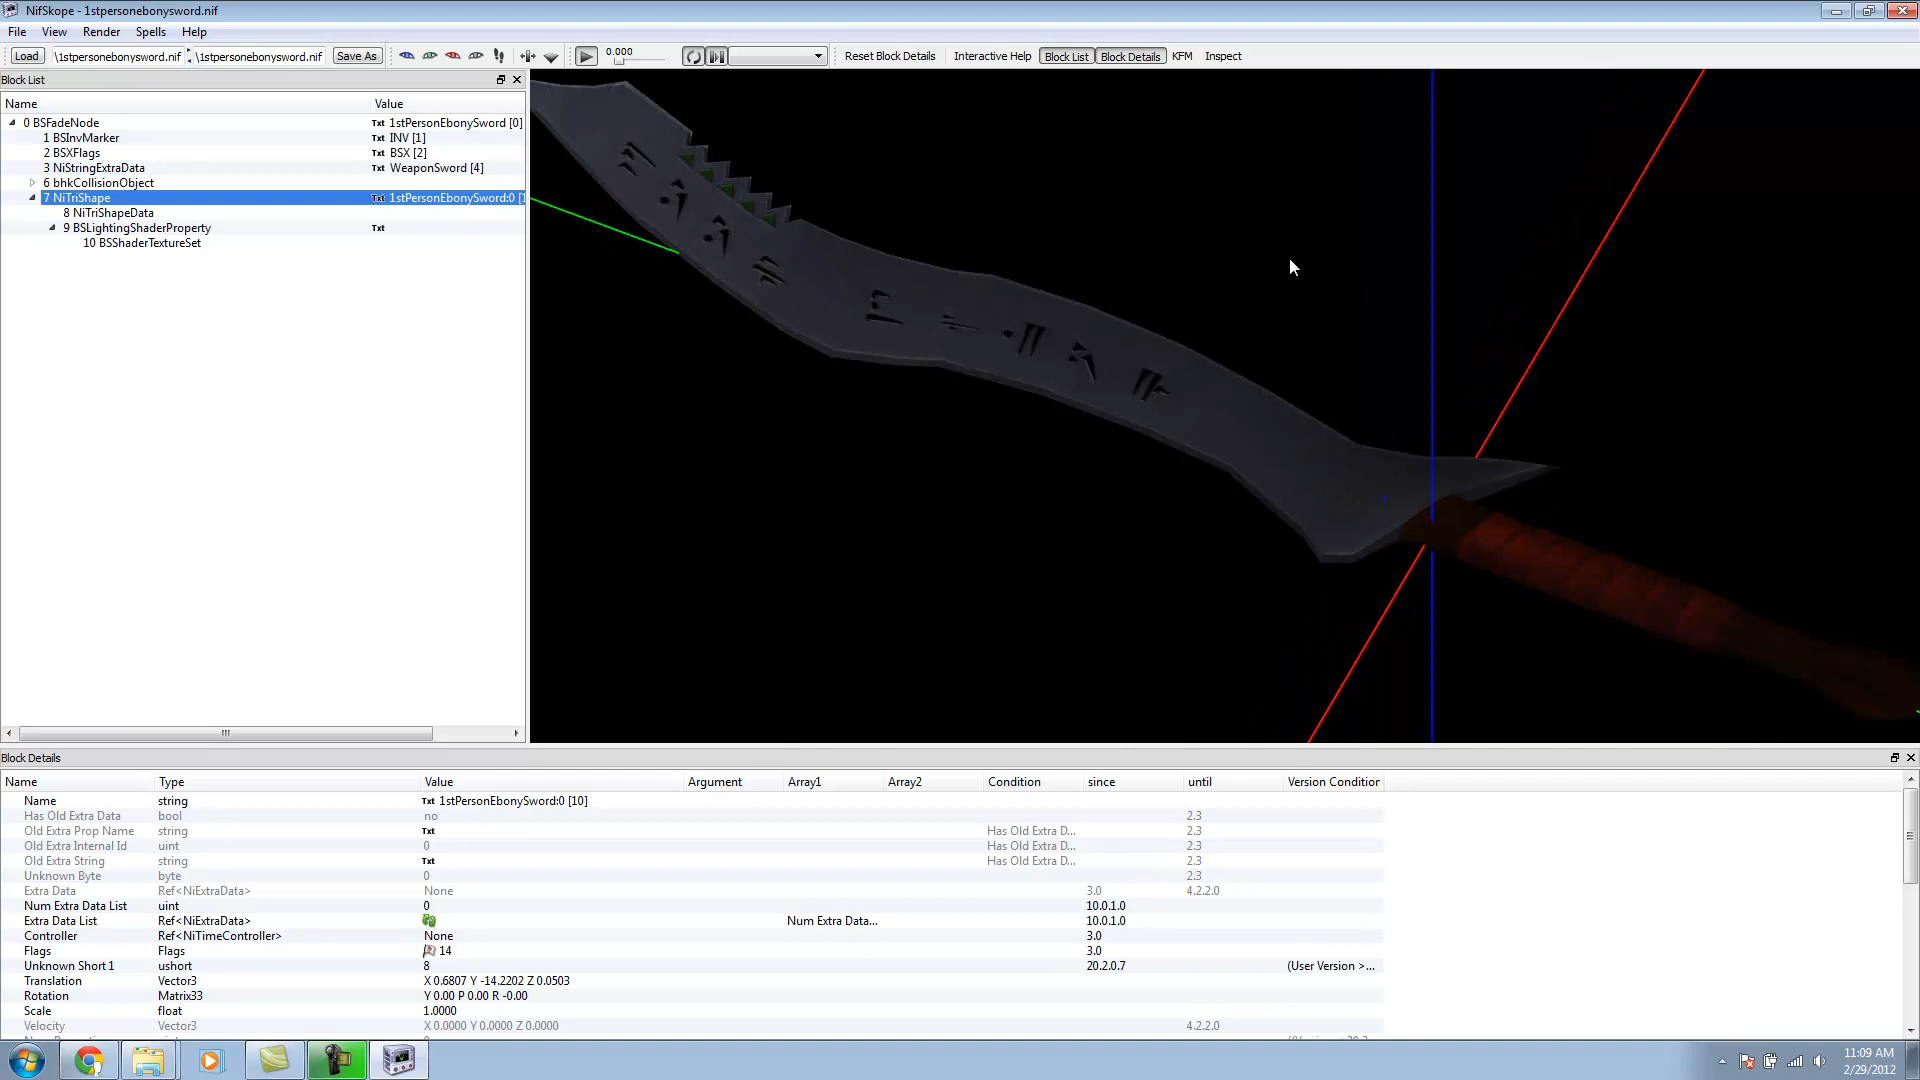 NifSkope - 1stpersonebonysword.nif
File View Render Spells Help
Load \1stpersonebonysword.nif \1stpersonebonysword.nif Save As 0.000 Reset Block Details Interactive Help Block List Block Details KFM Inspect
Block List
Name Value
0 BSFadeNode Txt 1stPersonEbonySword [0]
1 BSInvMarker Txt INV [1]
2 BSXFlags Txt BSX [2]
3 NiStringExtraData Txt WeaponSword [4]
6 bhkCollisionObject
7 NiTriShape Txt 1stPersonEbonySword:0 [1
8 NiTriShapeData
9 BSLightingShaderProperty Txt
10 BSShaderTextureSet
Block Details
Name Type Value Argument Array1 Array2 Condition since until Version Condition
Name string Txt 1stPersonEbonySword:0 [10]
Has Old Extra Data bool no 2.3
Old Extra Prop Name string Txt Has Old Extra D... 2.3
Old Extra Internal Id uint 0 Has Old Extra D... 2.3
Old Extra String string Txt Has Old Extra D... 2.3
Unknown Byte byte 0 2.3
Extra Data Ref<NiExtraData> None 3.0 4.2.2.0
Num Extra Data List uint 0 10.0.1.0
Extra Data List Ref<NiExtraData> Num Extra Data... 10.0.1.0
Controller Ref<NiTimeController> None 3.0
Flags Flags 14 3.0
Unknown Short 1 ushort 8 20.2.0.7 (User Version >...
Translation Vector3 X 0.6807 Y -14.2202 Z 0.0503
Rotation Matrix33 Y 0.00 P 0.00 R -0.00
Scale float 1.0000
Velocity Vector3 X 0.0000 Y 0.0000 Z 0.0000 4.2.2.0
11:09 AM
2/29/2012